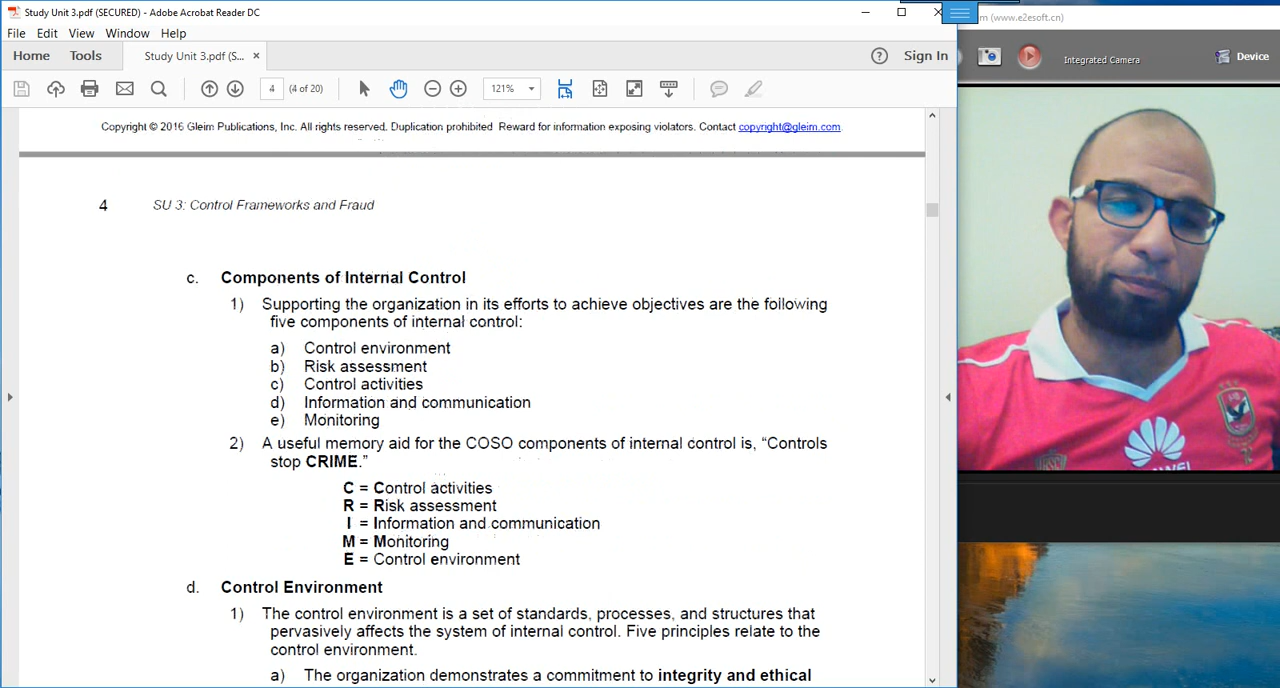 Study Unit 3.pdf (SECURED) - Adobe Acrobat Reader DC
m (www.e2esoft.cn)
File Edit View Window Help
Home Tools Study Unit 3.pdf (S... × Sign In
Integrated Camera Device
4 (4 of 20) 121%
Copyright © 2016 Gleim Publications, Inc. All rights reserved. Duplication prohibited Reward for information exposing violators. Contact copyright@gleim.com.
4 SU 3: Control Frameworks and Fraud
c. Components of Internal Control
1) Supporting the organization in its efforts to achieve objectives are the following
five components of internal control:
a) Control environment
b) Risk assessment
c) Control activities
d) Information and communication
e) Monitoring
2) A useful memory aid for the COSO components of internal control is, “Controls
stop CRIME.”
C = Control activities
R = Risk assessment
I = Information and communication
M = Monitoring
E = Control environment
d. Control Environment
1) The control environment is a set of standards, processes, and structures that
pervasively affects the system of internal control. Five principles relate to the
control environment.
a) The organization demonstrates a commitment to integrity and ethical